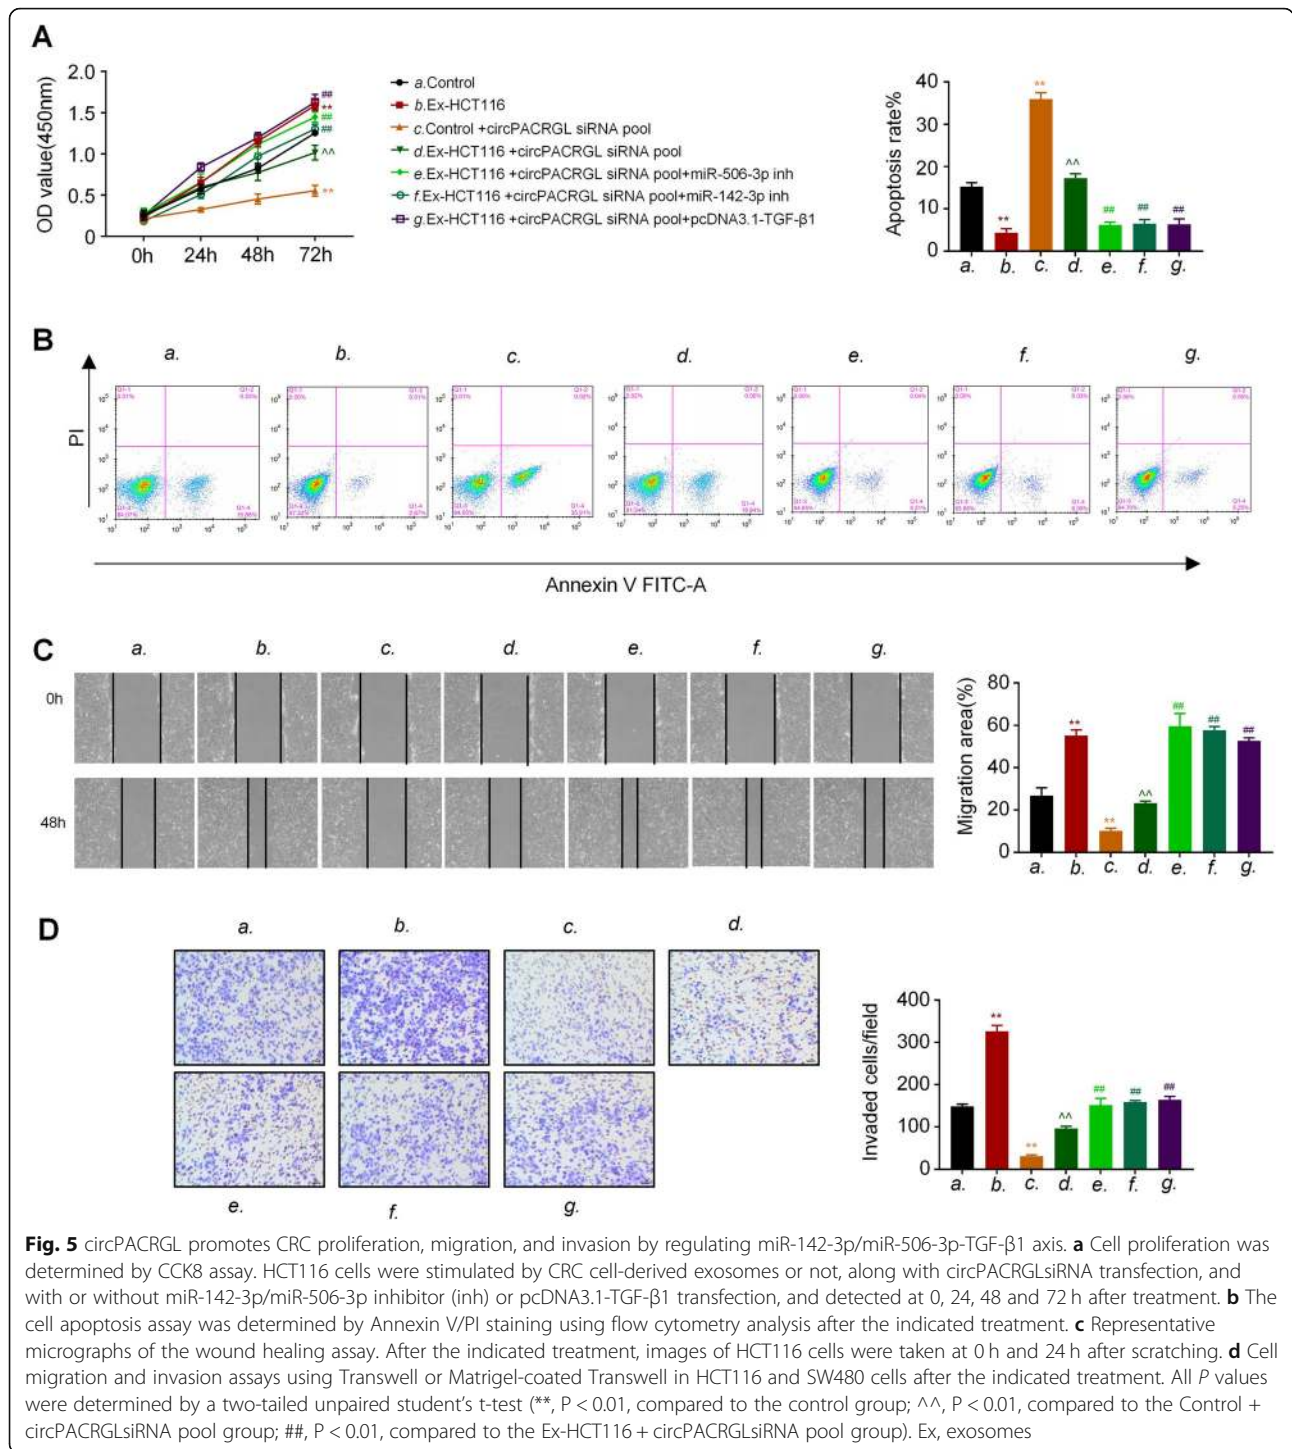 A
2.0
1.5
1.0
0.5
0
OD value(450nm)
0h 24h 48h 72h
##
**
##
##
^^
**
a.Control
b.Ex-HCT116
c.Control +circPACRGL siRNA pool
d.Ex-HCT116 +circPACRGL siRNA pool
e.Ex-HCT116 +circPACRGL siRNA pool+miR-506-3p inh
f.Ex-HCT116 +circPACRGL siRNA pool+miR-142-3p inh
g.Ex-HCT116 +circPACRGL siRNA pool+pcDNA3.1-TGF-β1
Apoptosis rate%
40
30
20
10
0
** ** ^^ ## ## ##
a. b. c. d. e. f. g.
B
a. b. c. d. e. f. g.
PI
Annexin V FITC-A
C
a. b. c. d. e. f. g.
0h
48h
Migration area(%)
80
60
40
20
0
** ** ^^ ## ## ##
a. b. c. d. e. f. g.
D
a. b. c. d.
e. f. g.
Invaded cells/field
400
300
200
100
0
** ** ^^ ## ## ##
a. b. c. d. e. f. g.
Fig. 5 circPACRGL promotes CRC proliferation, migration, and invasion by regulating miR-142-3p/miR-506-3p-TGF-β1 axis. a Cell proliferation was
determined by CCK8 assay. HCT116 cells were stimulated by CRC cell-derived exosomes or not, along with circPACRGLsiRNA transfection, and
with or without miR-142-3p/miR-506-3p inhibitor (inh) or pcDNA3.1-TGF-β1 transfection, and detected at 0, 24, 48 and 72 h after treatment. b The
cell apoptosis assay was determined by Annexin V/PI staining using flow cytometry analysis after the indicated treatment. c Representative
micrographs of the wound healing assay. After the indicated treatment, images of HCT116 cells were taken at 0 h and 24 h after scratching. d Cell
migration and invasion assays using Transwell or Matrigel-coated Transwell in HCT116 and SW480 cells after the indicated treatment. All P values
were determined by a two-tailed unpaired student's t-test (**, P < 0.01, compared to the control group; ^^, P < 0.01, compared to the Control +
circPACRGLsiRNA pool group; ##, P < 0.01, compared to the Ex-HCT116 + circPACRGLsiRNA pool group). Ex, exosomes